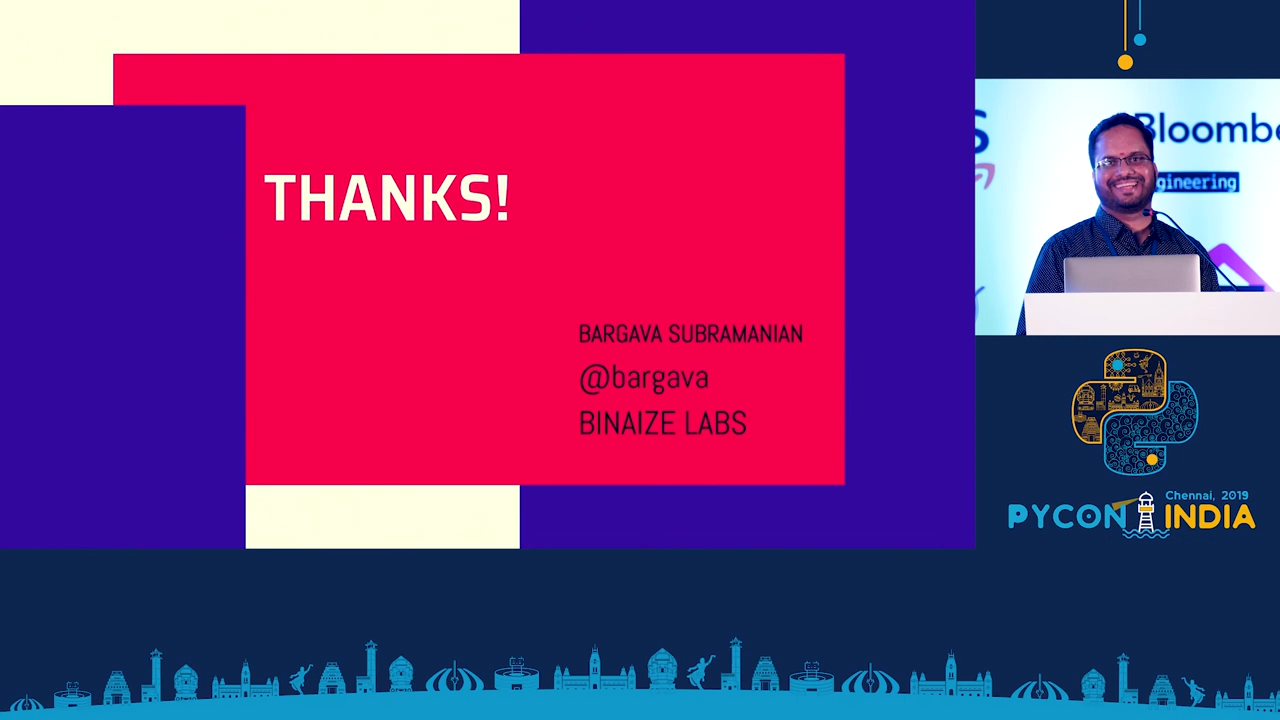 THANKS!
BARGAVA SUBRAMANIAN
@bargava
BINAIZE LABS
S
Bloombe
gineering
Chennai, 2019
PYCON INDIA